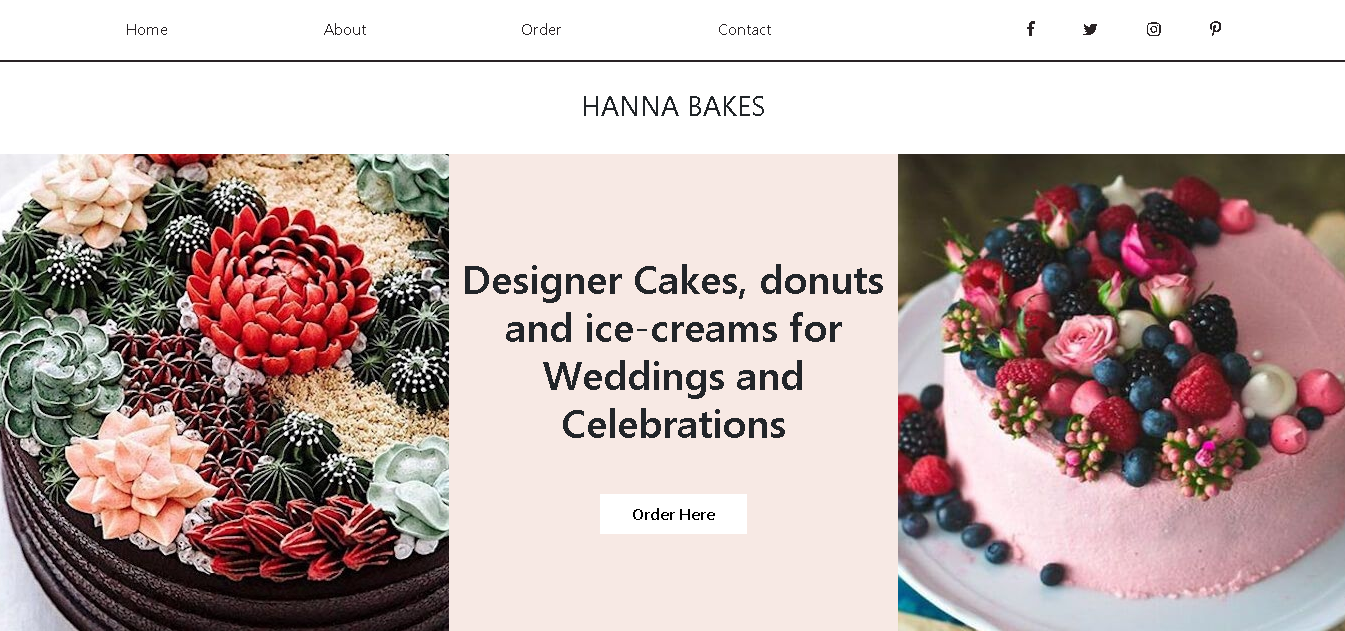 Home About Order Contact
HANNA BAKES
Designer Cakes, donuts
and ice-creams for
Weddings and
Celebrations
Order Here